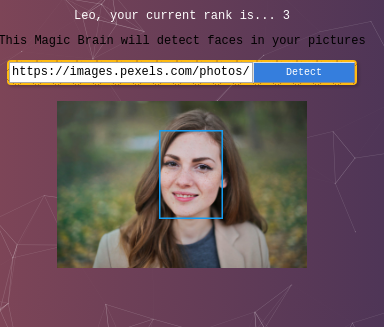 Leo, your current rank is... 3
This Magic Brain will detect faces in your pictures
https://images.pexels.com/photos/ Detect